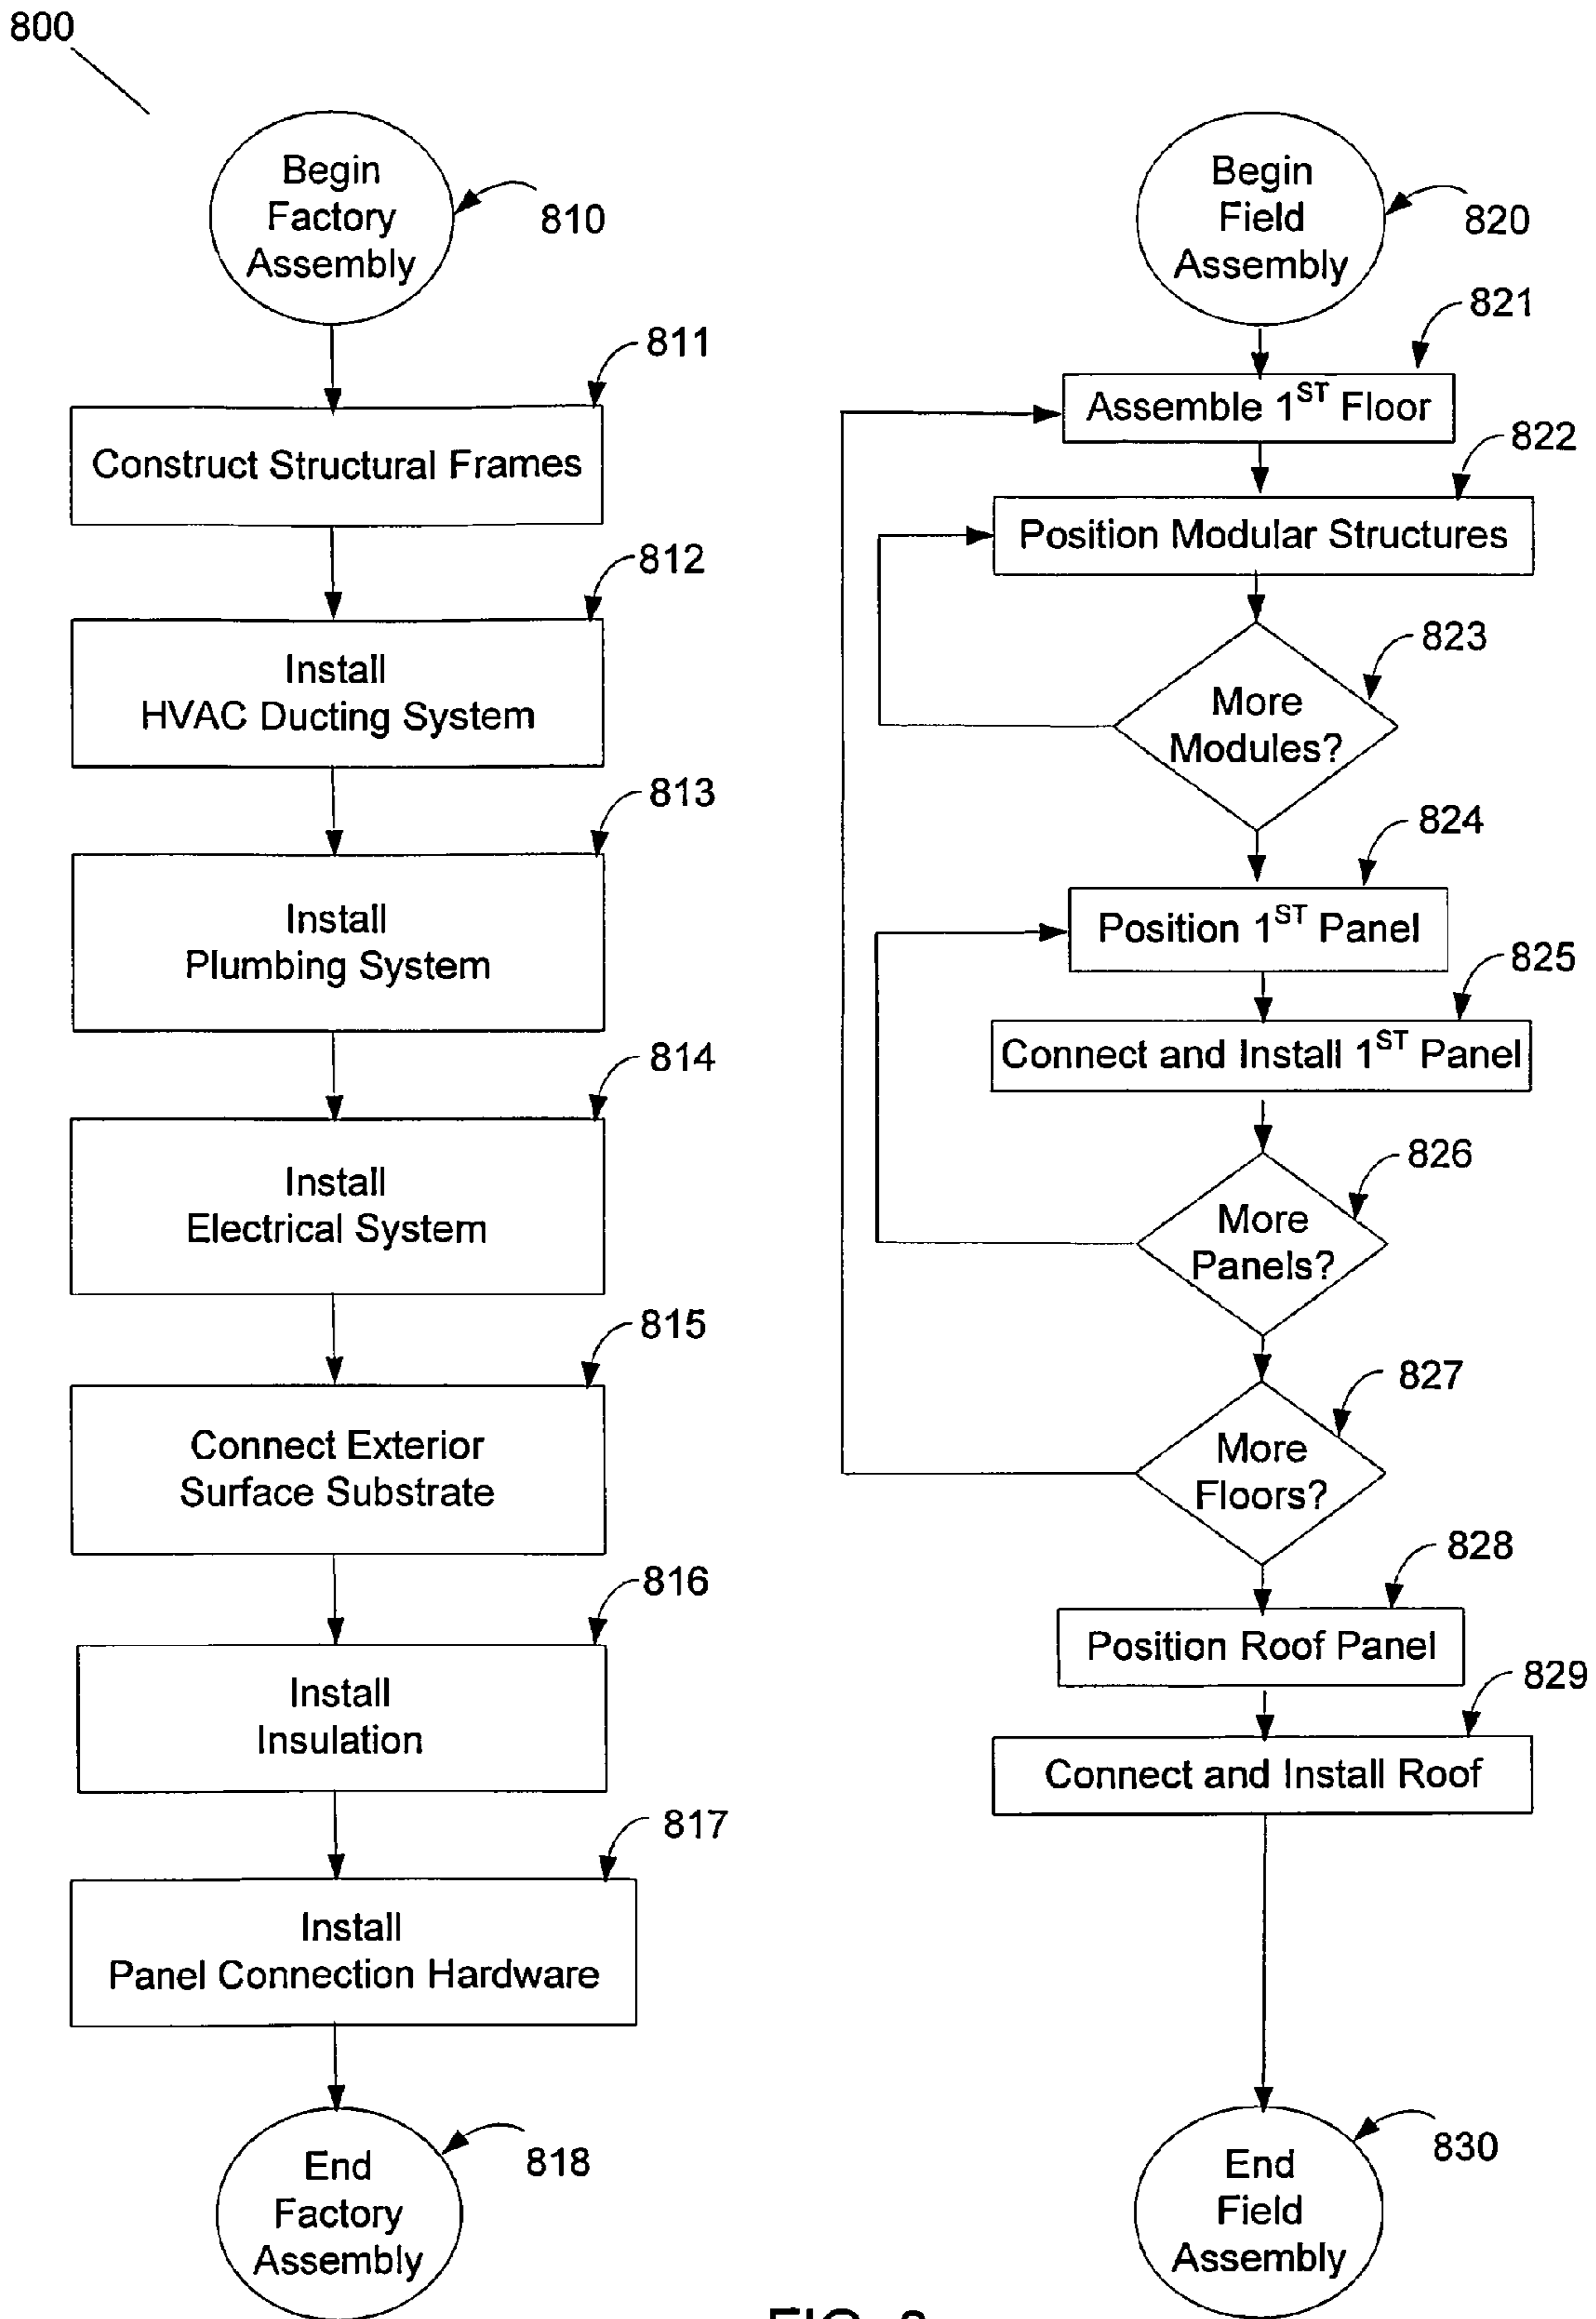 800
Begin
Factory
Assembly
810
811
Construct Structural Frames
812
Install
HVAC Ducting System
813
Install
Plumbing System
814
Install
Electrical System
815
Connect Exterior
Surface Substrate
816
Install
Insulation
817
Install
Panel Connection Hardware
End
Factory
Assembly
818
Begin
Field
Assembly
820
821
Assemble 1ST Floor
822
Position Modular Structures
823
More
Modules?
824
Position 1ST Panel
825
Connect and Install 1ST Panel
826
More
Panels?
827
More
Floors?
828
Position Roof Panel
829
Connect and Install Roof
End
Field
Assembly
830